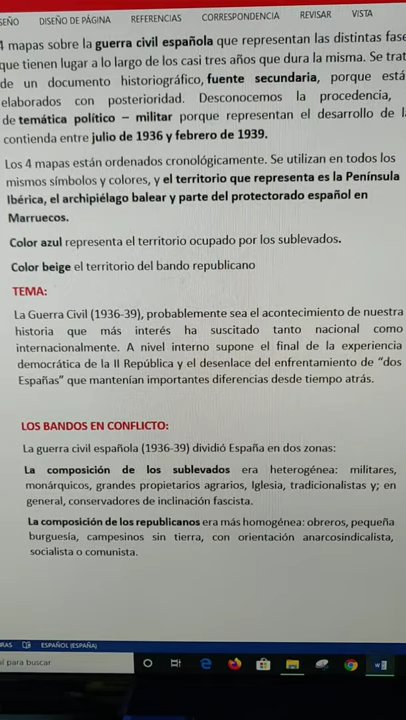 SEÑO DISEÑO DE PÁGINA REFERENCIAS CORRESPONDENCIA REVISAR VISTA
4 mapas sobre la guerra civil española que representan las distintas fase
que tienen lugar a lo largo de los casi tres años que dura la misma. Se trat
de un documento historiográfico, fuente secundaria, porque está
elaborados con posterioridad. Desconocemos la procedencia,
de temática político – militar porque representan el desarrollo de la
contienda entre julio de 1936 y febrero de 1939.
Los 4 mapas están ordenados cronológicamente. Se utilizan en todos los
mismos símbolos y colores, y el territorio que representa es la Península
Ibérica, el archipiélago balear y parte del protectorado español en
Marruecos.
Color azul representa el territorio ocupado por los sublevados.
Color beige el territorio del bando republicano
TEMA:
La Guerra Civil (1936-39), probablemente sea el acontecimiento de nuestra
historia que más interés ha suscitado tanto nacional como
internacionalmente. A nivel interno supone el final de la experiencia
democrática de la II República y el desenlace del enfrentamiento de "dos
Españas" que mantenían importantes diferencias desde tiempo atrás.
LOS BANDOS EN CONFLICTO:
La guerra civil española (1936-39) dividió España en dos zonas:
La composición de los sublevados era heterogénea: militares,
monárquicos, grandes propietarios agrarios, Iglesia, tradicionalistas y; en
general, conservadores de inclinación fascista.
La composición de los republicanos era más homogénea: obreros, pequeña
burguesía, campesinos sin tierra, con orientación anarcosindicalista,
socialista o comunista.
RAS ESPAÑOL (ESPAÑA)
uí para buscar